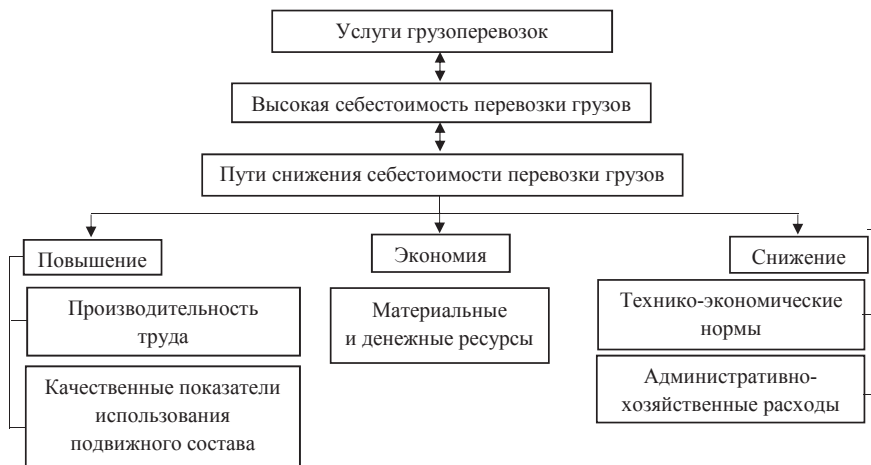 Услуги грузоперевозок
Высокая себестоимость перевозки грузов
Пути снижения себестоимости перевозки грузов
Повышение
Экономия
Снижение
Производительность
труда
Материальные
и денежные ресурсы
Технико-экономические
нормы
Качественные показатели
использования
подвижного состава
Административно-
хозяйственные расходы